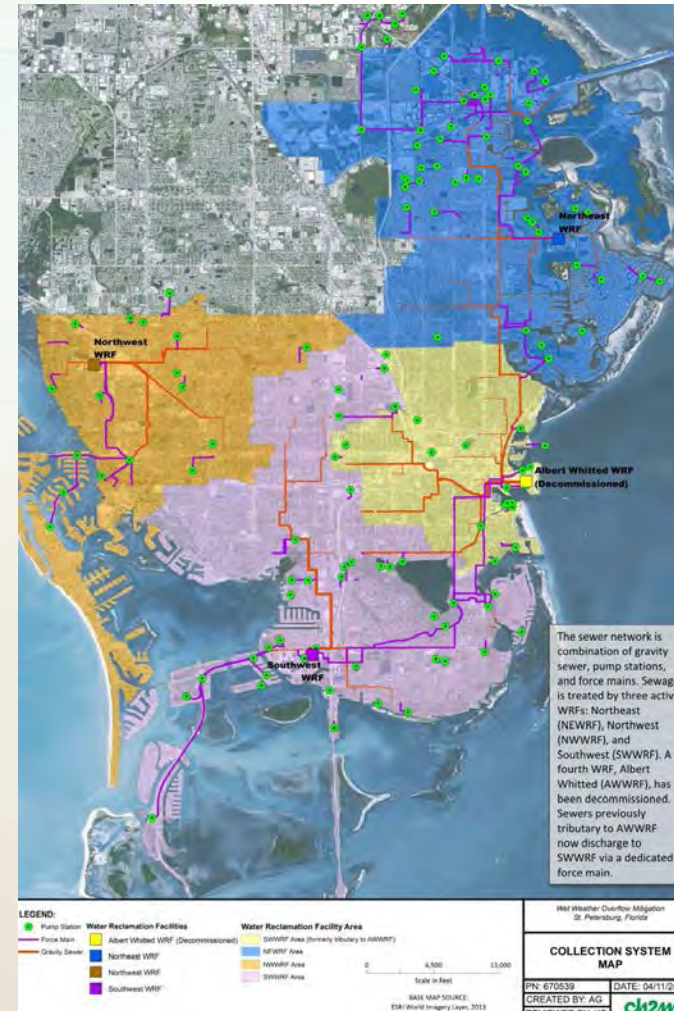 Northeast
WRF
Northwest
WRF
Albert Whitted WRF
(Decommissioned)
Southwest
WRF
The sewer network is
combination of gravity
sewer, pump stations,
and force mains. Sewag
is treated by three activ
WRFs: Northeast
(NEWRF), Northwest
(NWWRF), and
Southwest (SWWRF). A
fourth WRF, Albert
Whitted (AWWRF), has
been decommissioned.
Sewers previously
tributary to AWWRF
now discharge to
SWWRF via a dedicated
force main.
LEGEND:
Pump Station
Force Main
Gravity Sewer
Water Reclamation Facilities
Albert Whitted WRF (Decommissioned)
Northeast WRF
Northwest WRF
Southwest WRF
Water Reclamation Facility Area
SWWRF Area (formerly tributary to AWWRF)
NEWRF Area
NWWRF Area
SWWRF Area
0 6,500 13,000
Scale in Feet
BASE MAP SOURCE:
ESRI World Imagery Layer, 2013
Wet Weather Overflow Mitigation
St. Petersburg, Florida
COLLECTION SYSTEM
MAP
PN: 670539
DATE: 04/11/20
CREATED BY: AG
ch2m